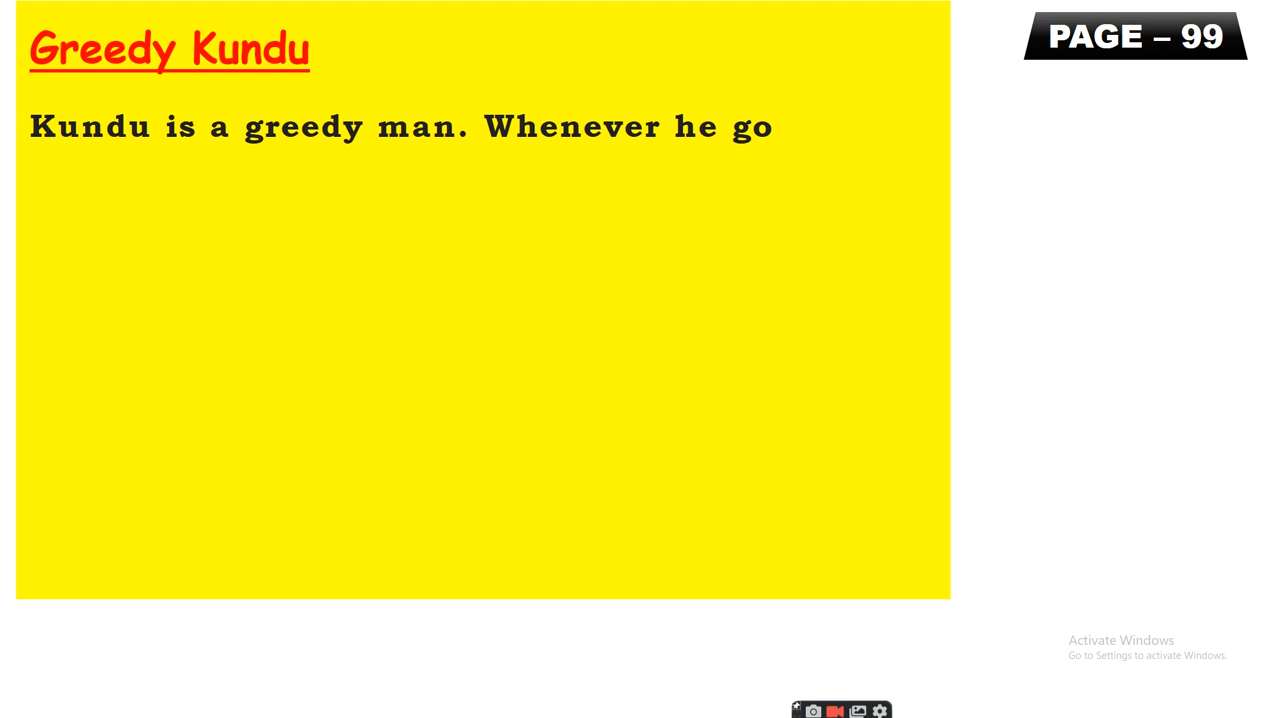 Greedy Kundu
PAGE – 99
Kundu is a greedy man. Whenever he go
Activate Windows
Go to Settings to activate Windows.